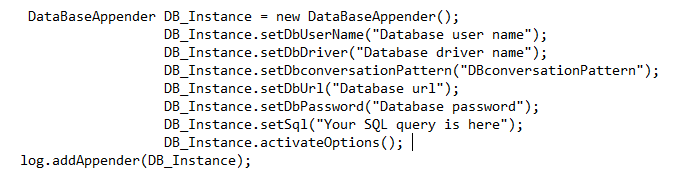 DataBaseAppender DB_Instance = new DataBaseAppender();
DB_Instance.setDbUserName("Database user name");
DB_Instance.setDbDriver("Database driver name");
DB_Instance.setDbconversationPattern("DBconversationPattern");
DB_Instance.setDbUrl("Database url");
DB_Instance.setDbPassword("Database password");
DB_Instance.setSql("Your SQL query is here");
DB_Instance.activateOptions();
log.addAppender(DB_Instance);